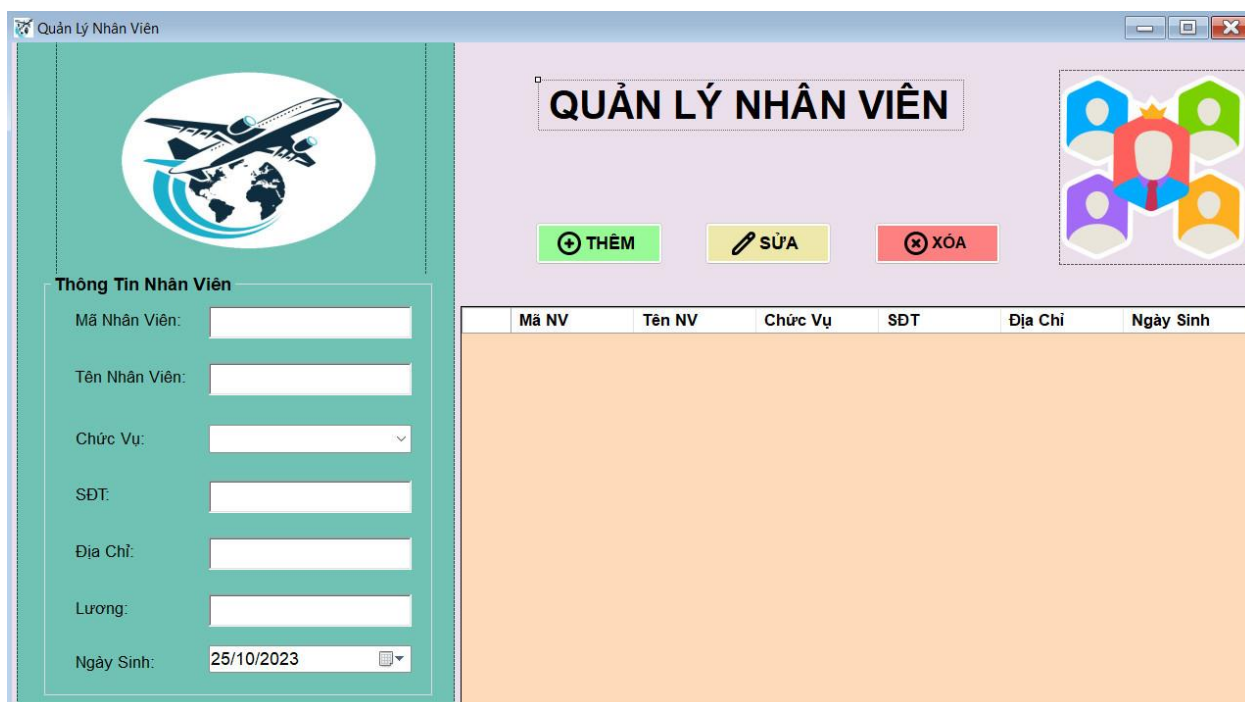 Quản Lý Nhân Viên
QUẢN LÝ NHÂN VIÊN
THÊM
SỬA
XÓA
Thông Tin Nhân Viên
Mã Nhân Viên:
Tên Nhân Viên:
Chức Vụ:
SĐT:
Địa Chỉ:
Lương:
Ngày Sinh: 25/10/2023
Mã NV Tên NV Chức Vụ SĐT Địa Chỉ Ngày Sinh